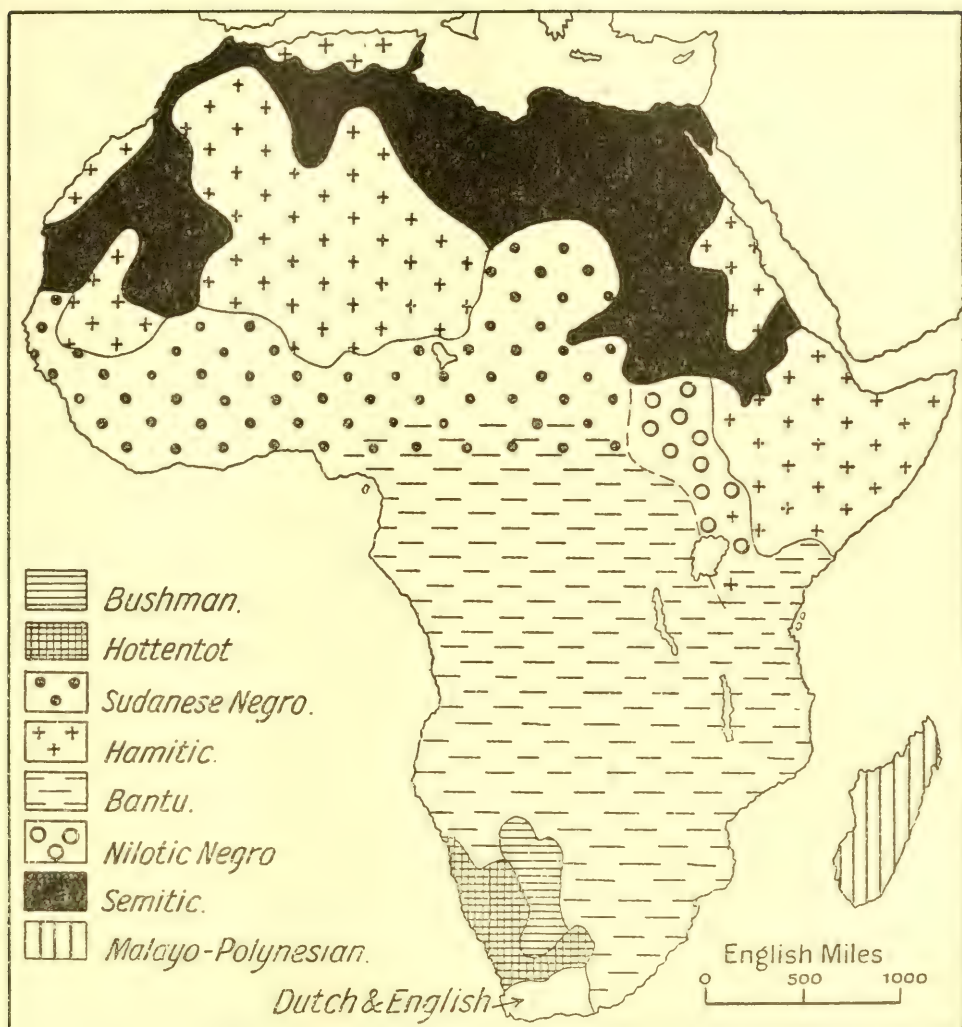 Bushman.
Hottentot
Sudanese Negro.
Hamitic.
Bantu.
Nilotic Negro
Semitic.
Malayo-Polynesian.
Dutch & English
English Miles
0 500 1000